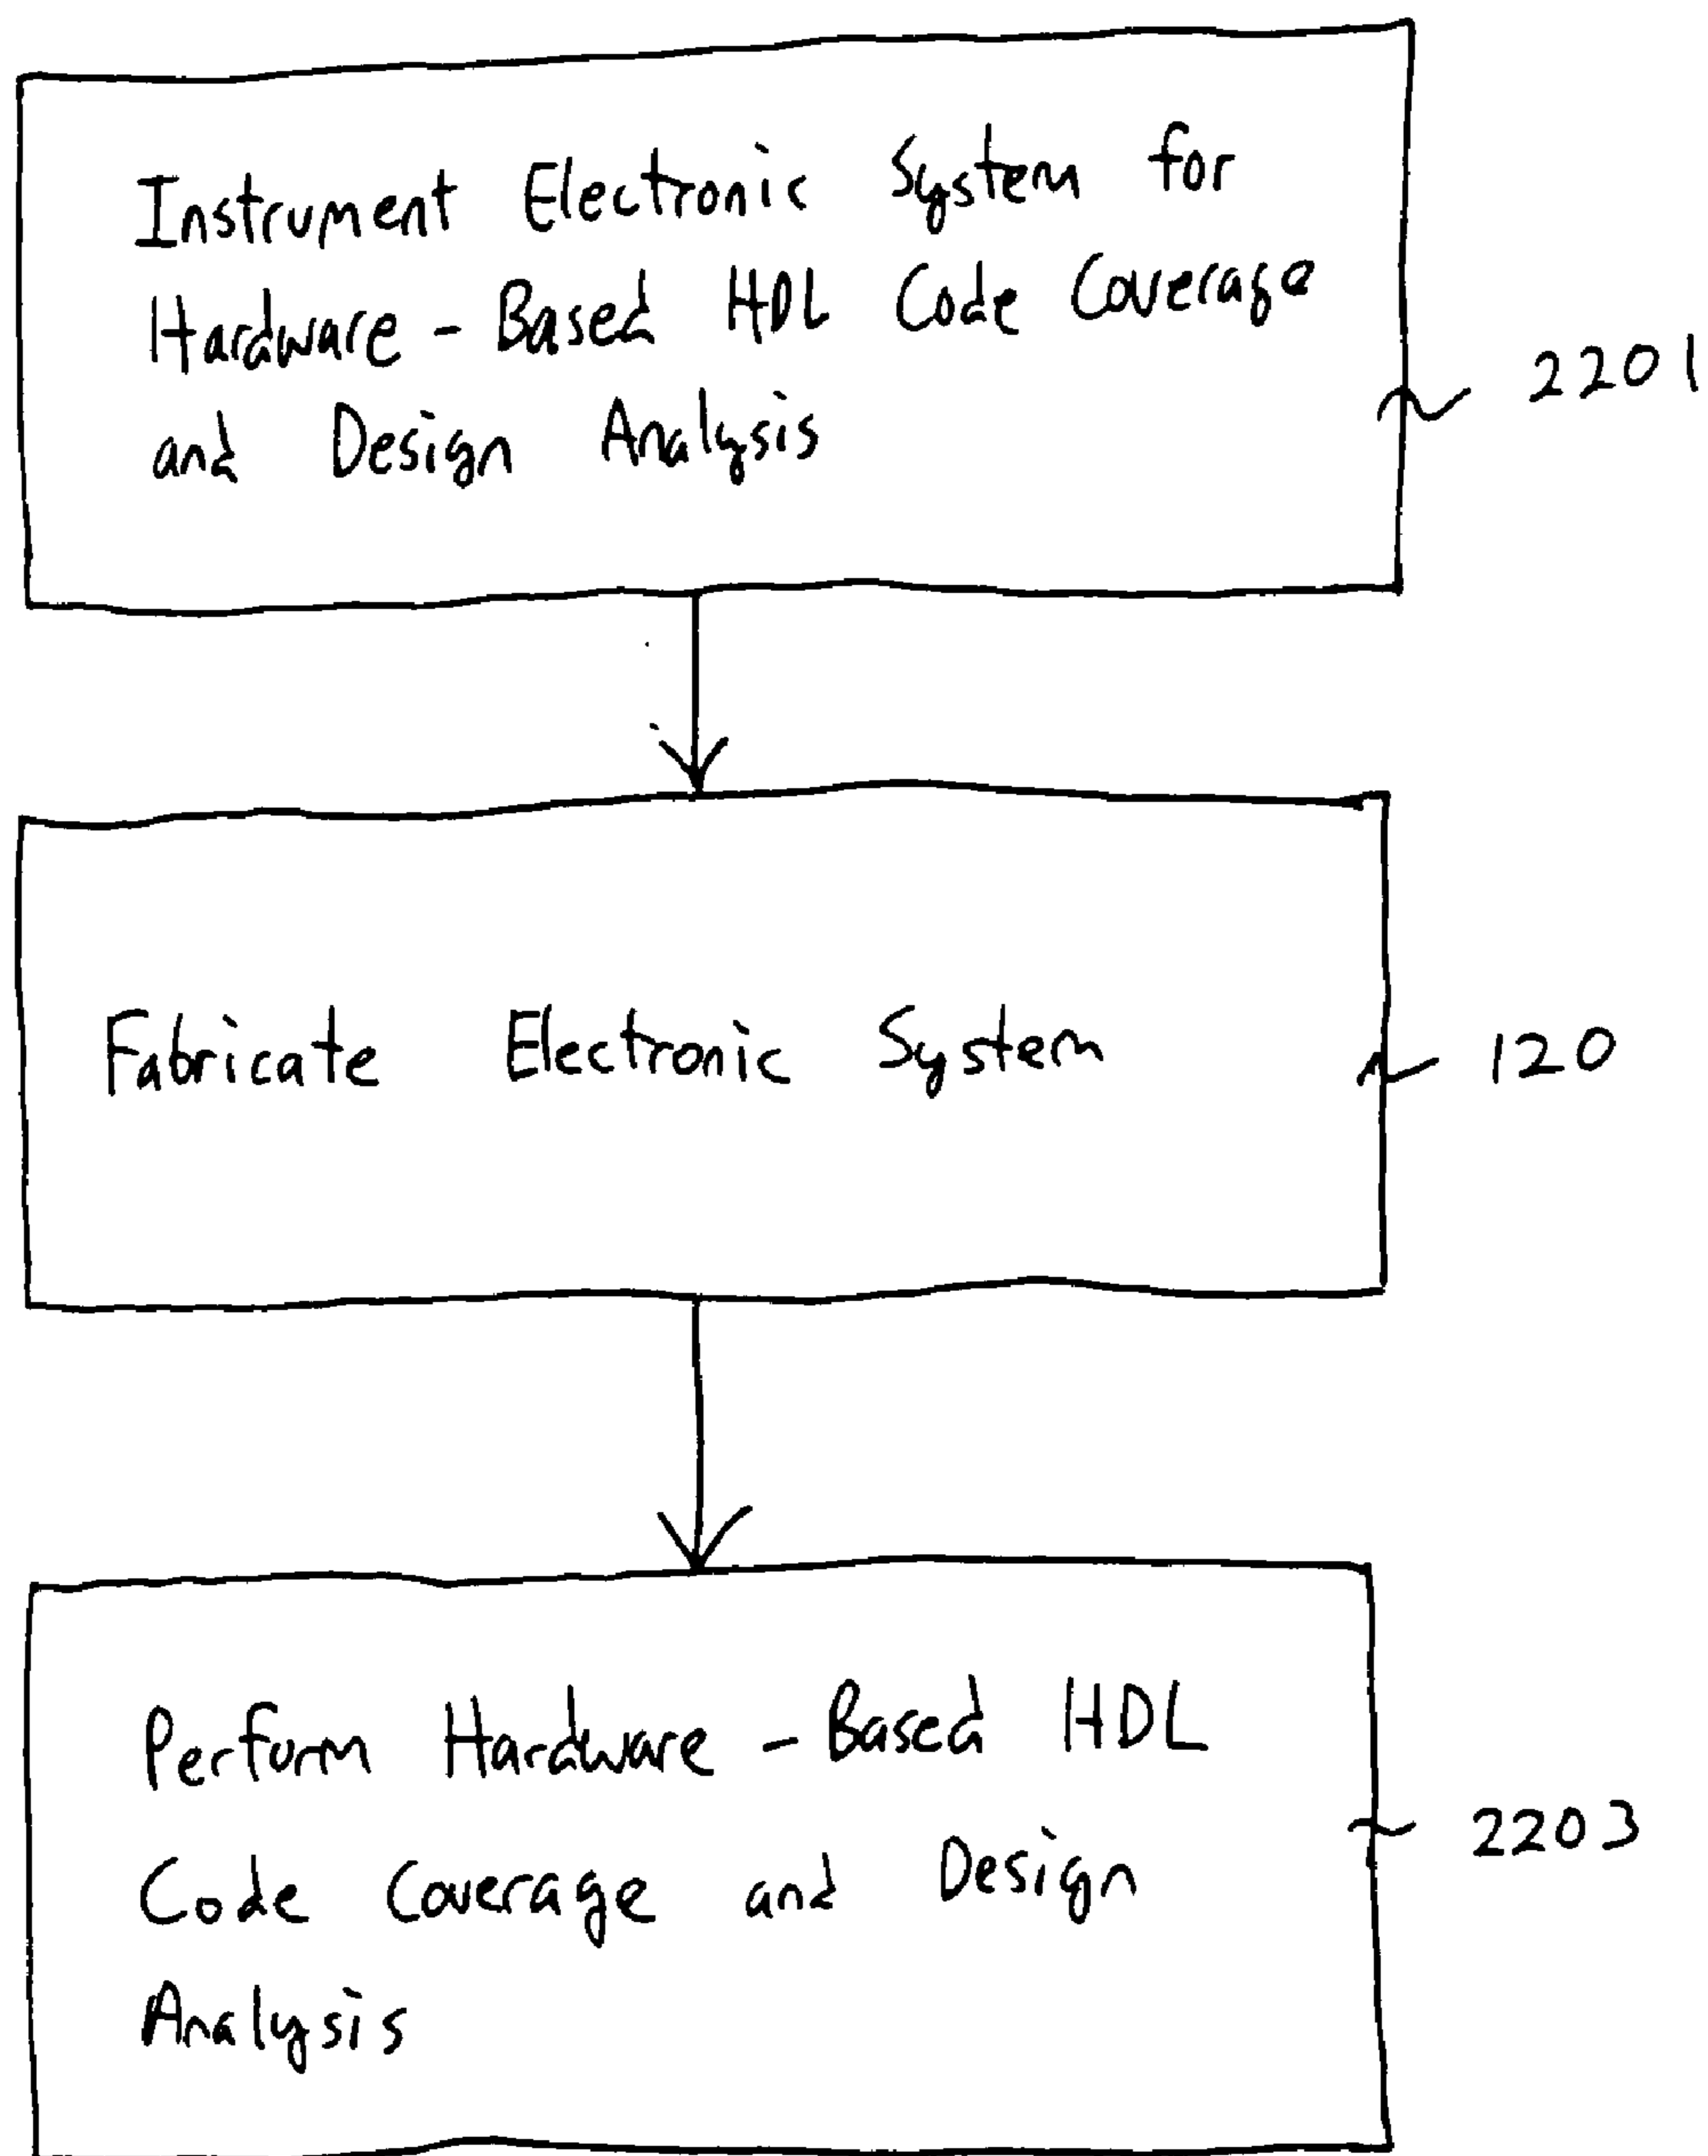 Instrument Electronic System for
Hardware-Based HDL Code Coverage
and Design Analysis
2201
Fabricate Electronic System
120
Perform Hardware-Based HDL
Code Coverage and Design
Analysis
2203